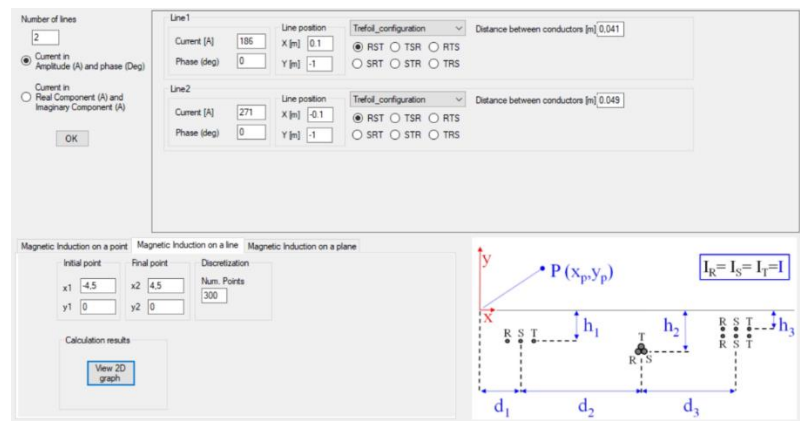 Number of lines
2
Current in
Amplitude (A) and phase (Deg)
Current in
Real Component (A) and
Imaginary Component (A)
OK
Line1
Current [A] 186
Phase (deg) 0
Line position
X [m] 0.1
Y [m] -1
Trefoil_configuration
RST TSR RTS
SRT STR TRS
Distance between conductors [m] 0,041
Line2
Current [A] 271
Phase (deg) 0
Line position
X [m] -0.1
Y [m] -1
Trefoil_configuration
RST TSR RTS
SRT STR TRS
Distance between conductors [m] 0.049
Magnetic Induction on a point Magnetic Induction on a line Magnetic Induction on a plane
Initial point
x1 -4,5
y1 0
Final point
x2 4,5
y2 0
Discretization
Num. Points
300
Calculation results
View 2D
graph
y
P (xp,yp)
IR= IS= IT=I
x
R S T
h1
h2
T
R S
R S T
R S T
h3
d1 d2 d3